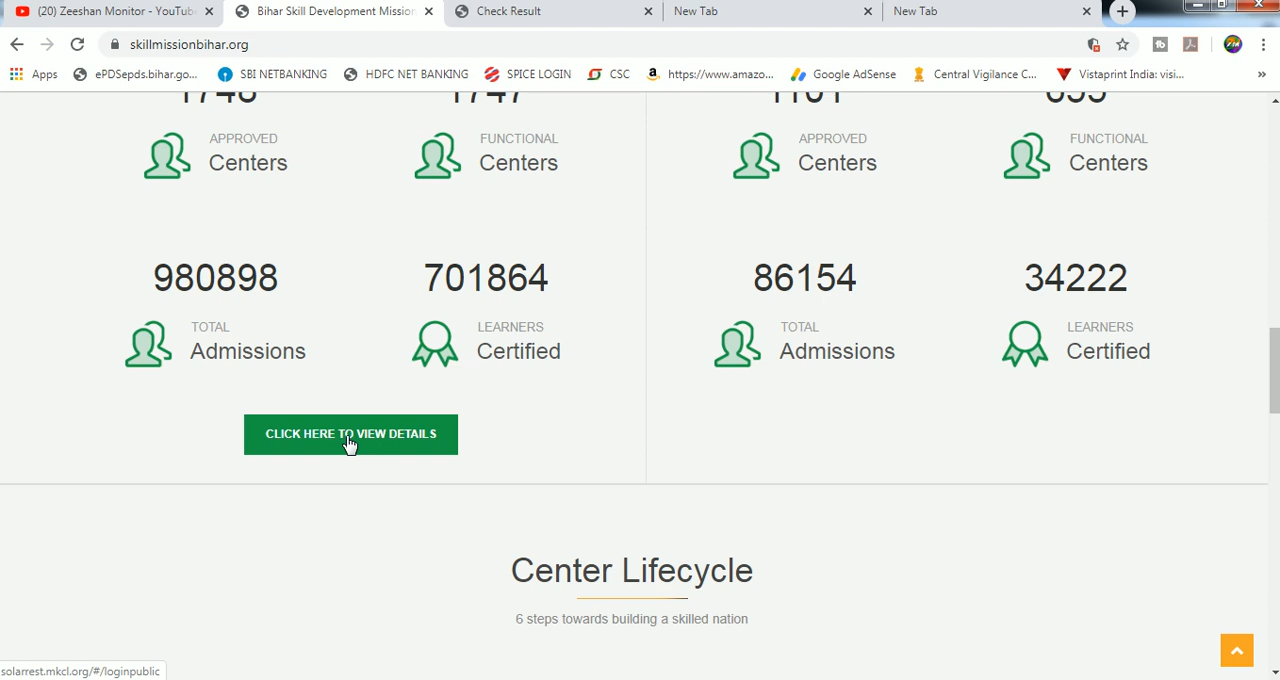 (20) Zeeshan Monitor - YouTub
Bihar Skill Development Mission
Check Result
New Tab
New Tab
skillmissionbihar.org
Apps
ePDSepds.bihar.go...
SBI NETBANKING
HDFC NET BANKING
SPICE LOGIN
CSC
https://www.amazo...
Google AdSense
Central Vigilance C...
Vistaprint India: visi...
»
1748
1747
APPROVED
Centers
FUNCTIONAL
Centers
APPROVED
Centers
FUNCTIONAL
Centers
980898
701864
86154
34222
TOTAL
Admissions
LEARNERS
Certified
TOTAL
Admissions
LEARNERS
Certified
CLICK HERE TO VIEW DETAILS
Center Lifecycle
6 steps towards building a skilled nation
solarrest.mkcl.org/#/loginpublic